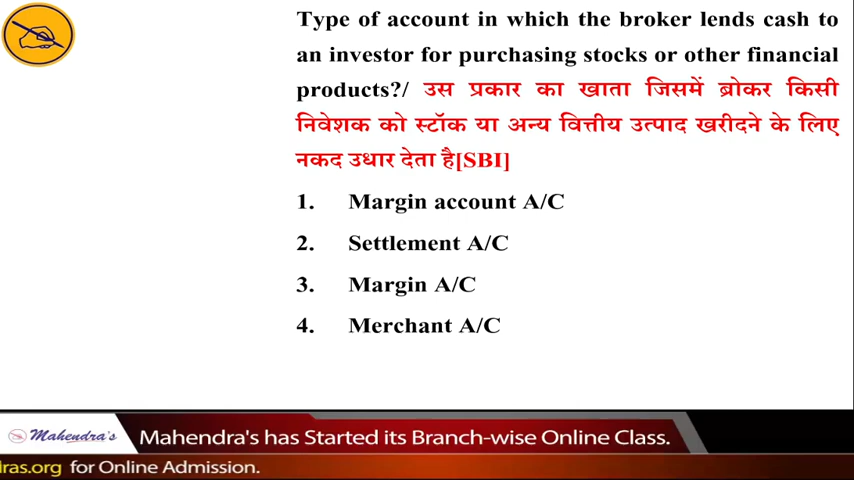 Type of account in which the broker lends cash to
an investor for purchasing stocks or other financial
products?/ उस प्रकार का खाता जिसमें ब्रोकर किसी
निवेशक को स्टॉक या अन्य वित्तीय उत्पाद खरीदने के लिए
नकद उधार देता है[SBI]
1. Margin account A/C
2. Settlement A/C
3. Margin A/C
4. Merchant A/C
Mahendra's Mahendra's has Started its Branch-wise Online Class.
dras.org for Online Admission.